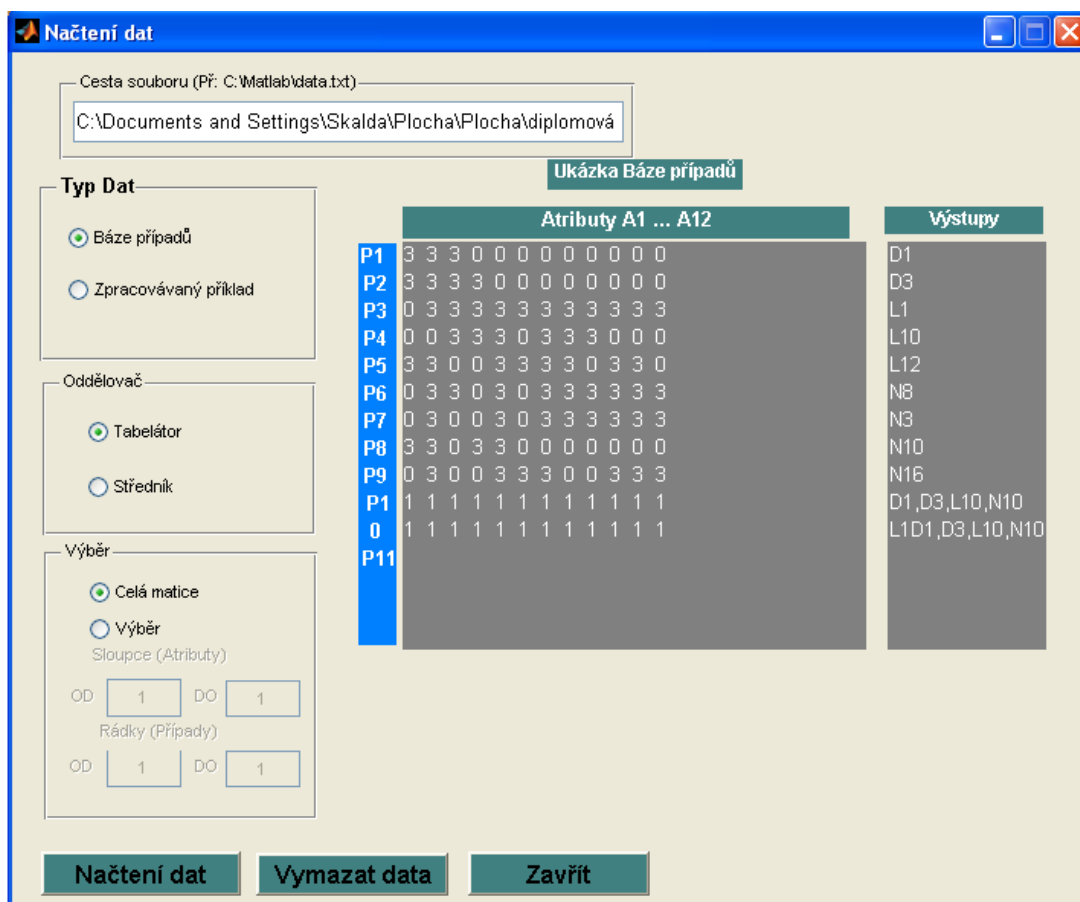 Načtení dat
Cesta souboru (Př: C:\Matlab\data.txt)
C:\Documents and Settings\Skalda\Plocha\Plocha\diplomová
Ukázka Báze případů
Typ Dat
Báze případů
Zpracovávaný příklad
Oddělovač
Tabelátor
Středník
Výběr
Celá matice
Výběr
Sloupce (Atributy)
OD 1 DO 1
Rádky (Případy)
OD 1 DO 1
Atributy A1 ... A12
Výstupy
P1 3 3 3 0 0 0 0 0 0 0 0 0 D1
P2 3 3 3 3 0 0 0 0 0 0 0 0 D3
P3 0 3 3 3 3 3 3 3 3 3 3 3 L1
P4 0 0 3 3 3 0 3 3 3 0 0 0 L10
P5 3 3 0 0 3 3 3 3 0 3 3 0 L12
P6 0 3 3 0 3 0 3 3 3 3 3 3 N8
P7 0 3 0 0 3 0 3 3 3 3 3 3 N3
P8 3 3 0 3 3 0 0 0 0 0 0 0 N10
P9 0 3 0 0 3 3 3 0 0 3 3 3 N16
P1 1 1 1 1 1 1 1 1 1 1 1 1 D1,D3,L10,N10
0 1 1 1 1 1 1 1 1 1 1 1 1 L1D1,D3,L10,N10
P11
Načtení dat
Vymazat data
Zavřít